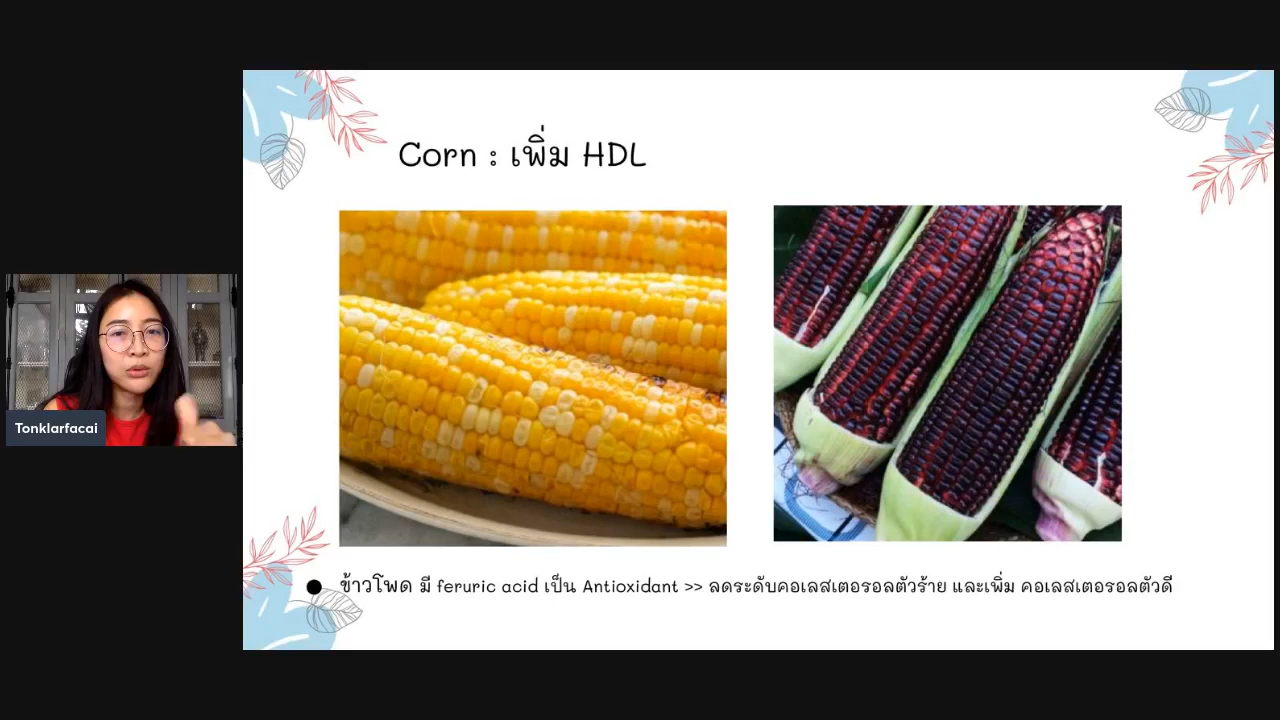 Corn : เพิ่ม HDL
Tonklarfacai
ข้าวโพด มี feruric acid เป็น Antioxidant >> ลดระดับคอเลสเตอรอลตัวร้าย และเพิ่ม คอเลสเตอรอลตัวดี